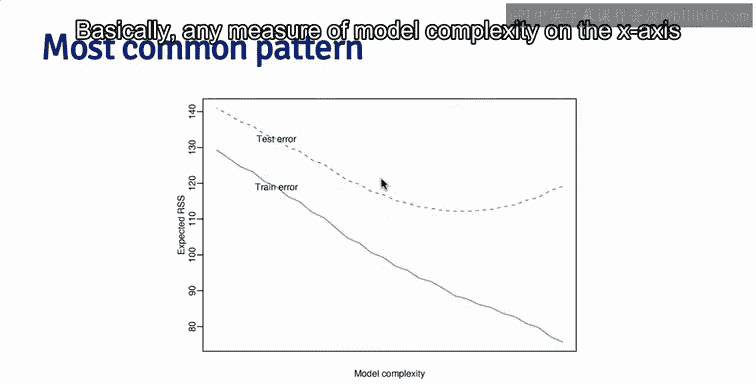 Basically, any measure of model complexity on the x-axis
Most common pattern
140
130
120
110
100
90
80
Expected RSS
Test error
Train error
Model complexity